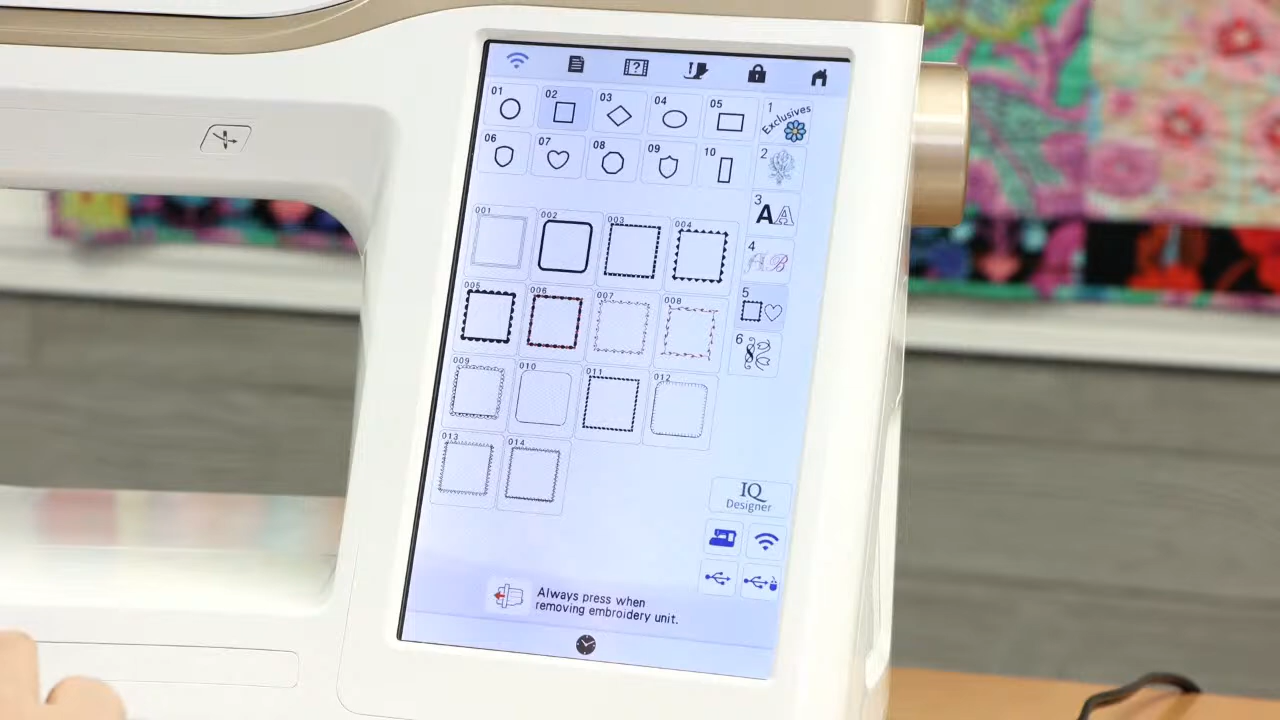 01 02 03 04 05
1 Exclusives
06 07 08 09 10
2
3 AA
001 002 003 004
4 AB
005 006 007 008
5
6
009 010 011 012
013 014
IQ
Designer
Always press when
removing embroidery unit.